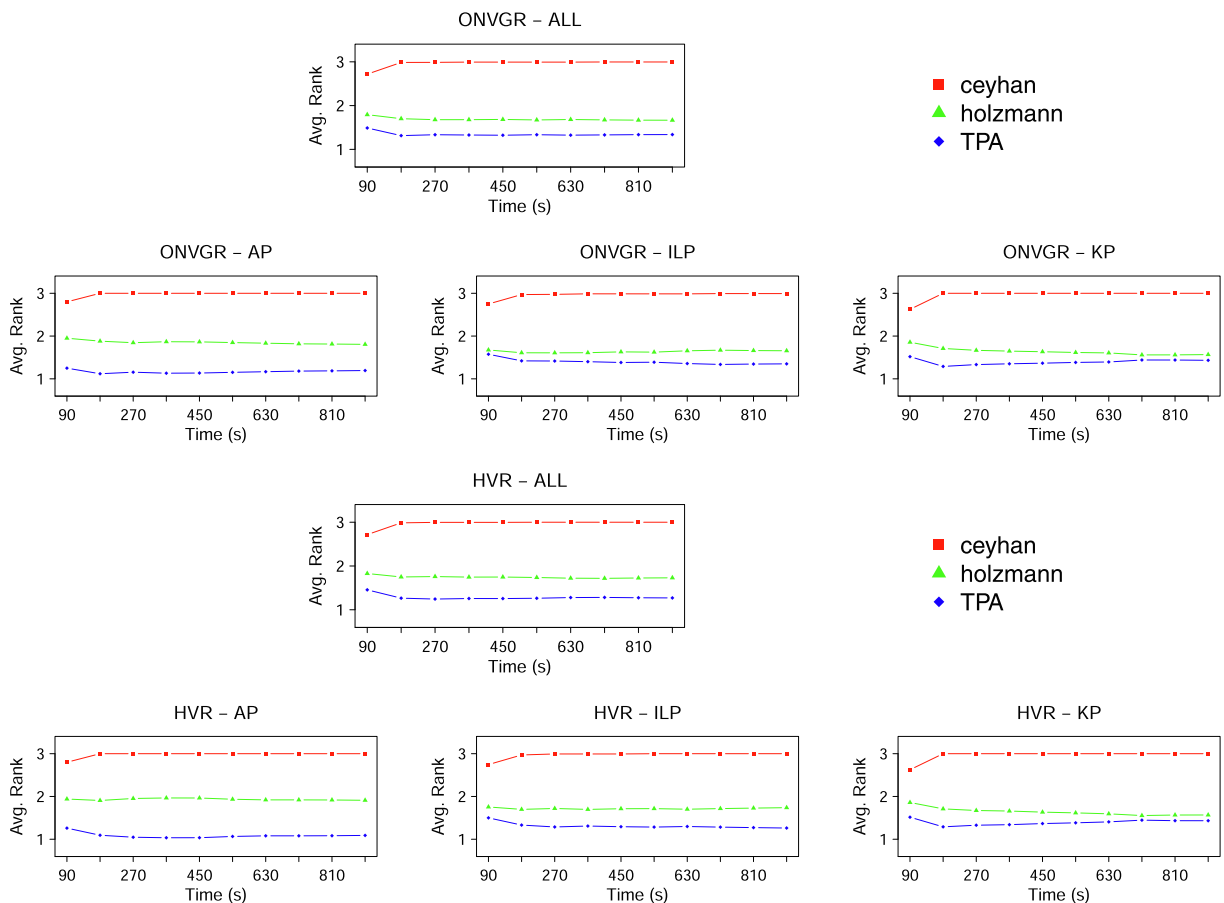 ONVGR – ALL
Avg. Rank
3
2
1
90 270 450 630 810
Time (s)
ceyhan
holzmann
TPA
ONVGR – AP
Avg. Rank
3
2
1
90 270 450 630 810
Time (s)
ONVGR – ILP
Avg. Rank
3
2
1
90 270 450 630 810
Time (s)
ONVGR – KP
Avg. Rank
3
2
1
90 270 450 630 810
Time (s)
HVR – ALL
Avg. Rank
3
2
1
90 270 450 630 810
Time (s)
ceyhan
holzmann
TPA
HVR – AP
Avg. Rank
3
2
1
90 270 450 630 810
Time (s)
HVR – ILP
Avg. Rank
3
2
1
90 270 450 630 810
Time (s)
HVR – KP
Avg. Rank
3
2
1
90 270 450 630 810
Time (s)